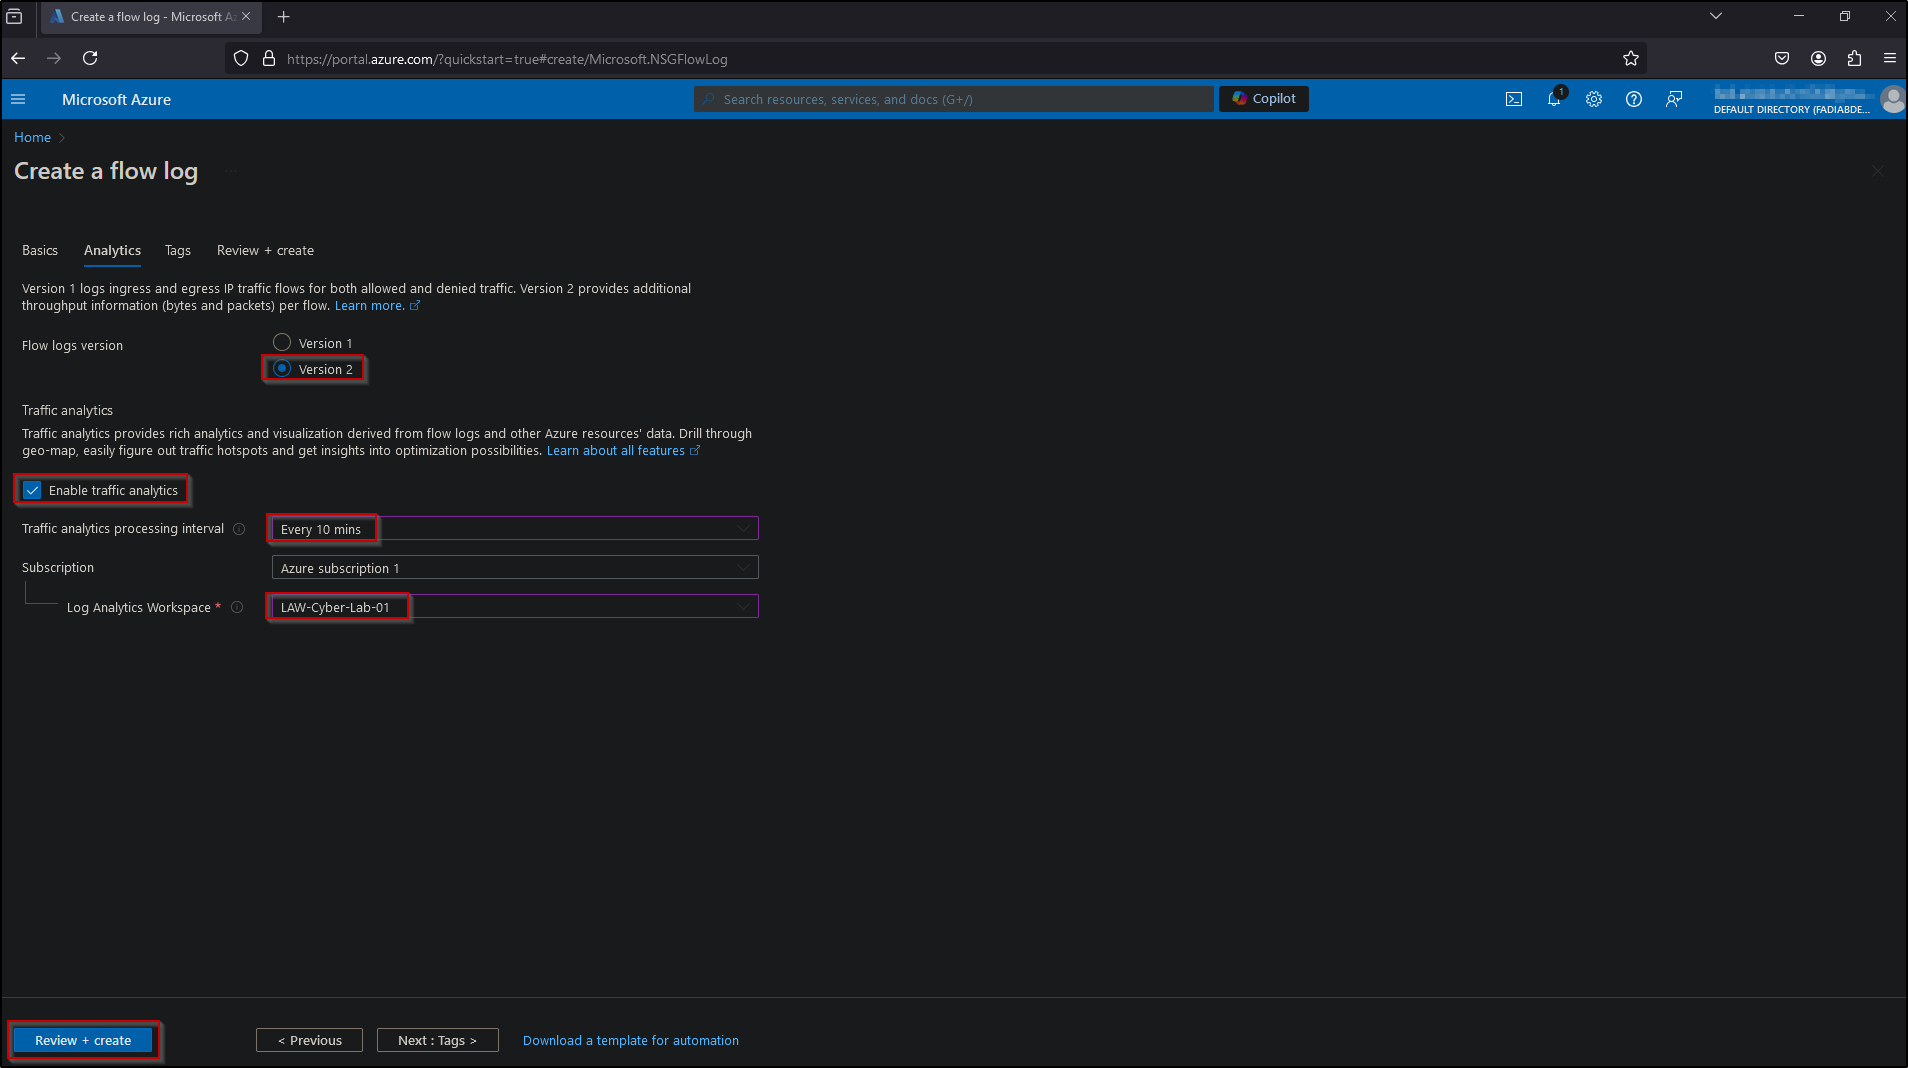 Create a flow log - Microsoft Az
https://portal.azure.com/?quickstart=true#create/Microsoft.NSGFlowLog
Microsoft Azure
Search resources, services, and docs (G+/)
Copilot
1
DEFAULT DIRECTORY (FADIABDE...
Home
Create a flow log
Basics
Analytics
Tags
Review + create
Version 1 logs ingress and egress IP traffic flows for both allowed and denied traffic. Version 2 provides additional
throughput information (bytes and packets) per flow. Learn more.
Flow logs version
Version 1
Version 2
Traffic analytics
Traffic analytics provides rich analytics and visualization derived from flow logs and other Azure resources' data. Drill through
geo-map, easily figure out traffic hotspots and get insights into optimization possibilities. Learn about all features
Enable traffic analytics
Traffic analytics processing interval
Every 10 mins
Subscription
Azure subscription 1
Log Analytics Workspace *
LAW-Cyber-Lab-01
Review + create
< Previous
Next : Tags >
Download a template for automation